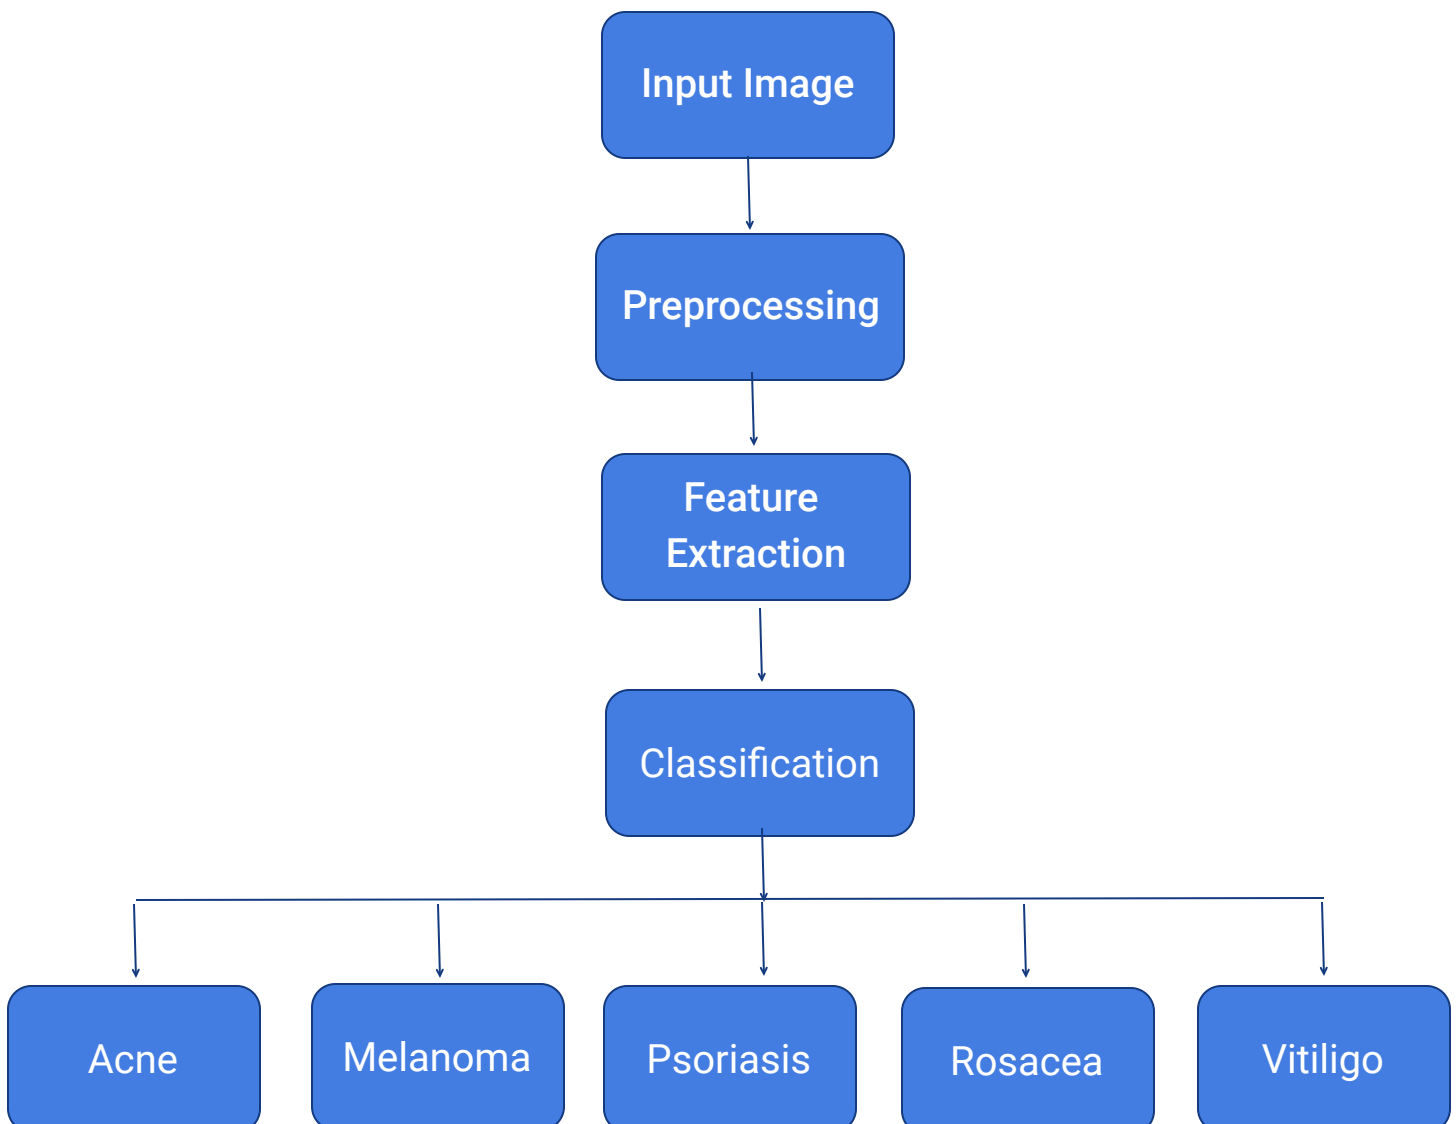 Input Image
Preprocessing
Feature
Extraction
Classification
Acne
Melanoma
Psoriasis
Rosacea
Vitiligo